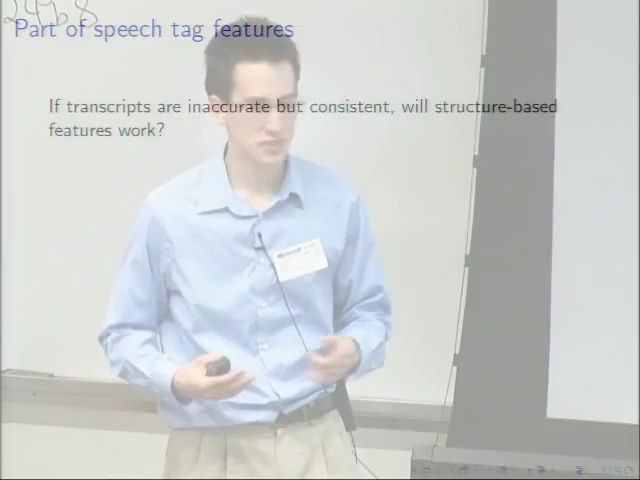 Part of speech tag features
If transcripts are inaccurate but consistent, will structure-based
features work?